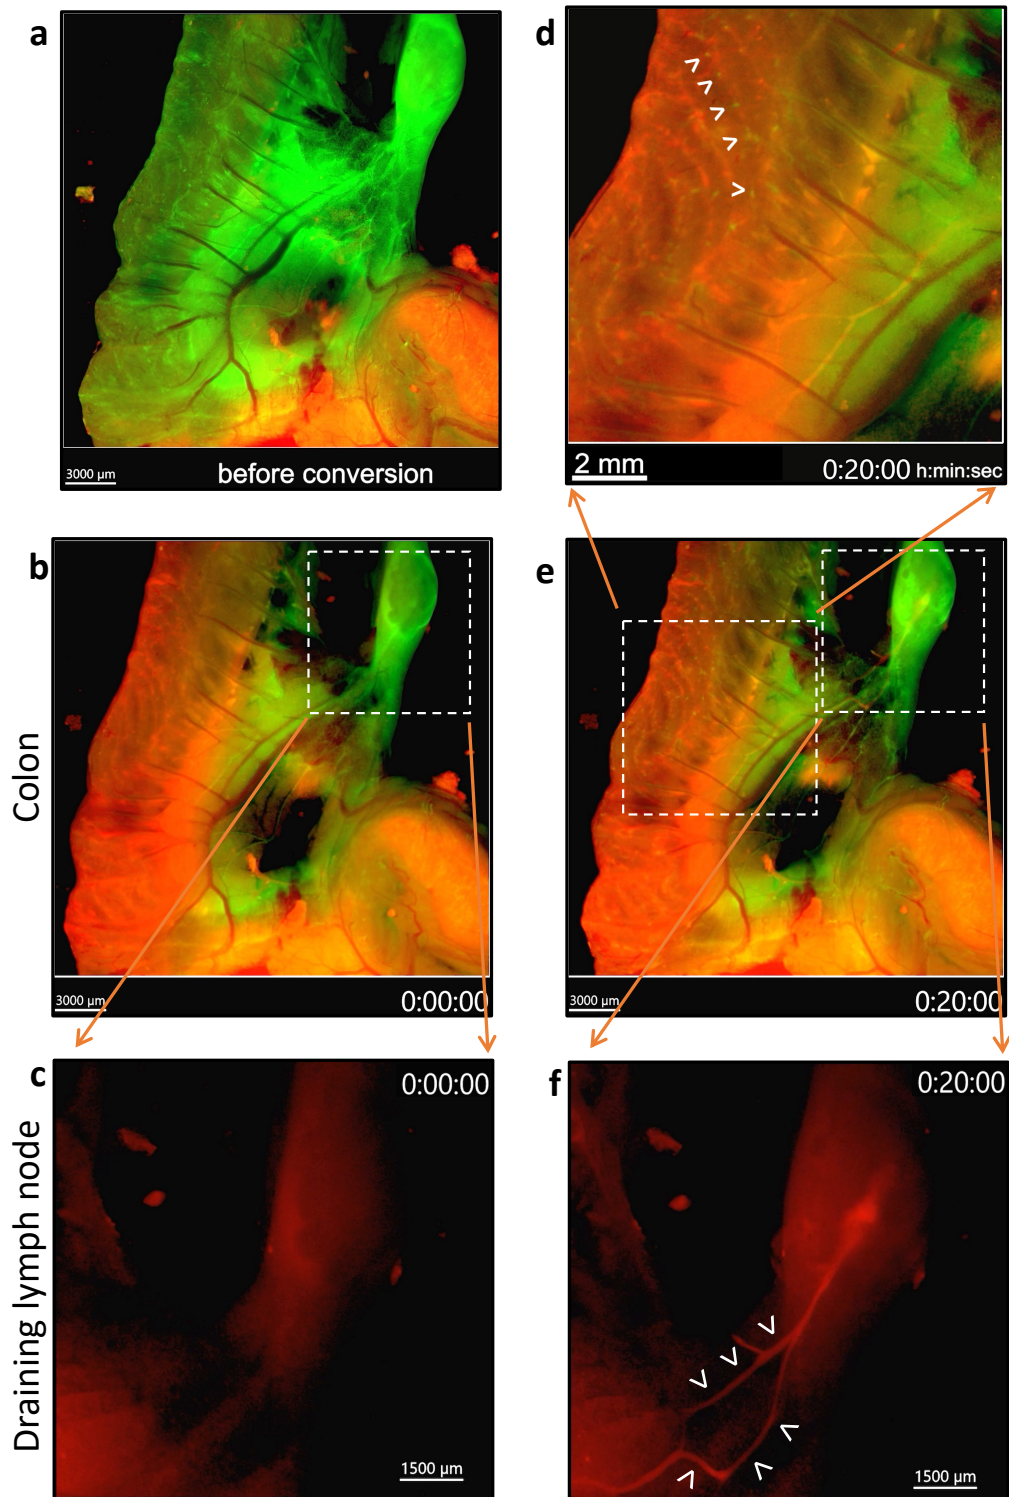 a
3000 µm
before conversion
d
2 mm
0:20:00 h:min:sec
Colon
b
3000 µm
0:00:00
e
3000 µm
0:20:00
Draining lymph node
c
0:00:00
1500 µm
f
0:20:00
1500 µm